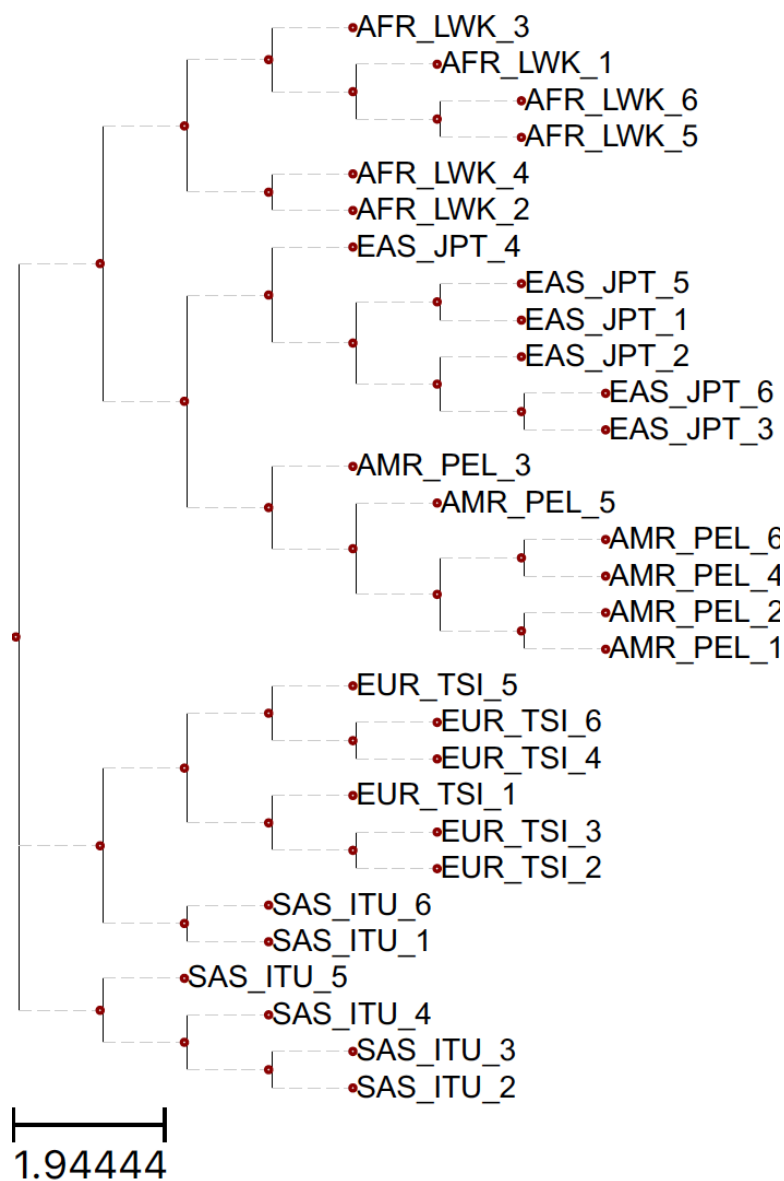 AFR_LWK_3
AFR_LWK_1
AFR_LWK_6
AFR_LWK_5
AFR_LWK_4
AFR_LWK_2
EAS_JPT_4
EAS_JPT_5
EAS_JPT_1
EAS_JPT_2
EAS_JPT_6
EAS_JPT_3
AMR_PEL_3
AMR_PEL_5
AMR_PEL_6
AMR_PEL_4
AMR_PEL_2
AMR_PEL_1
EUR_TSI_5
EUR_TSI_6
EUR_TSI_4
EUR_TSI_1
EUR_TSI_3
EUR_TSI_2
SAS_ITU_6
SAS_ITU_1
SAS_ITU_5
SAS_ITU_4
SAS_ITU_3
SAS_ITU_2
1.94444